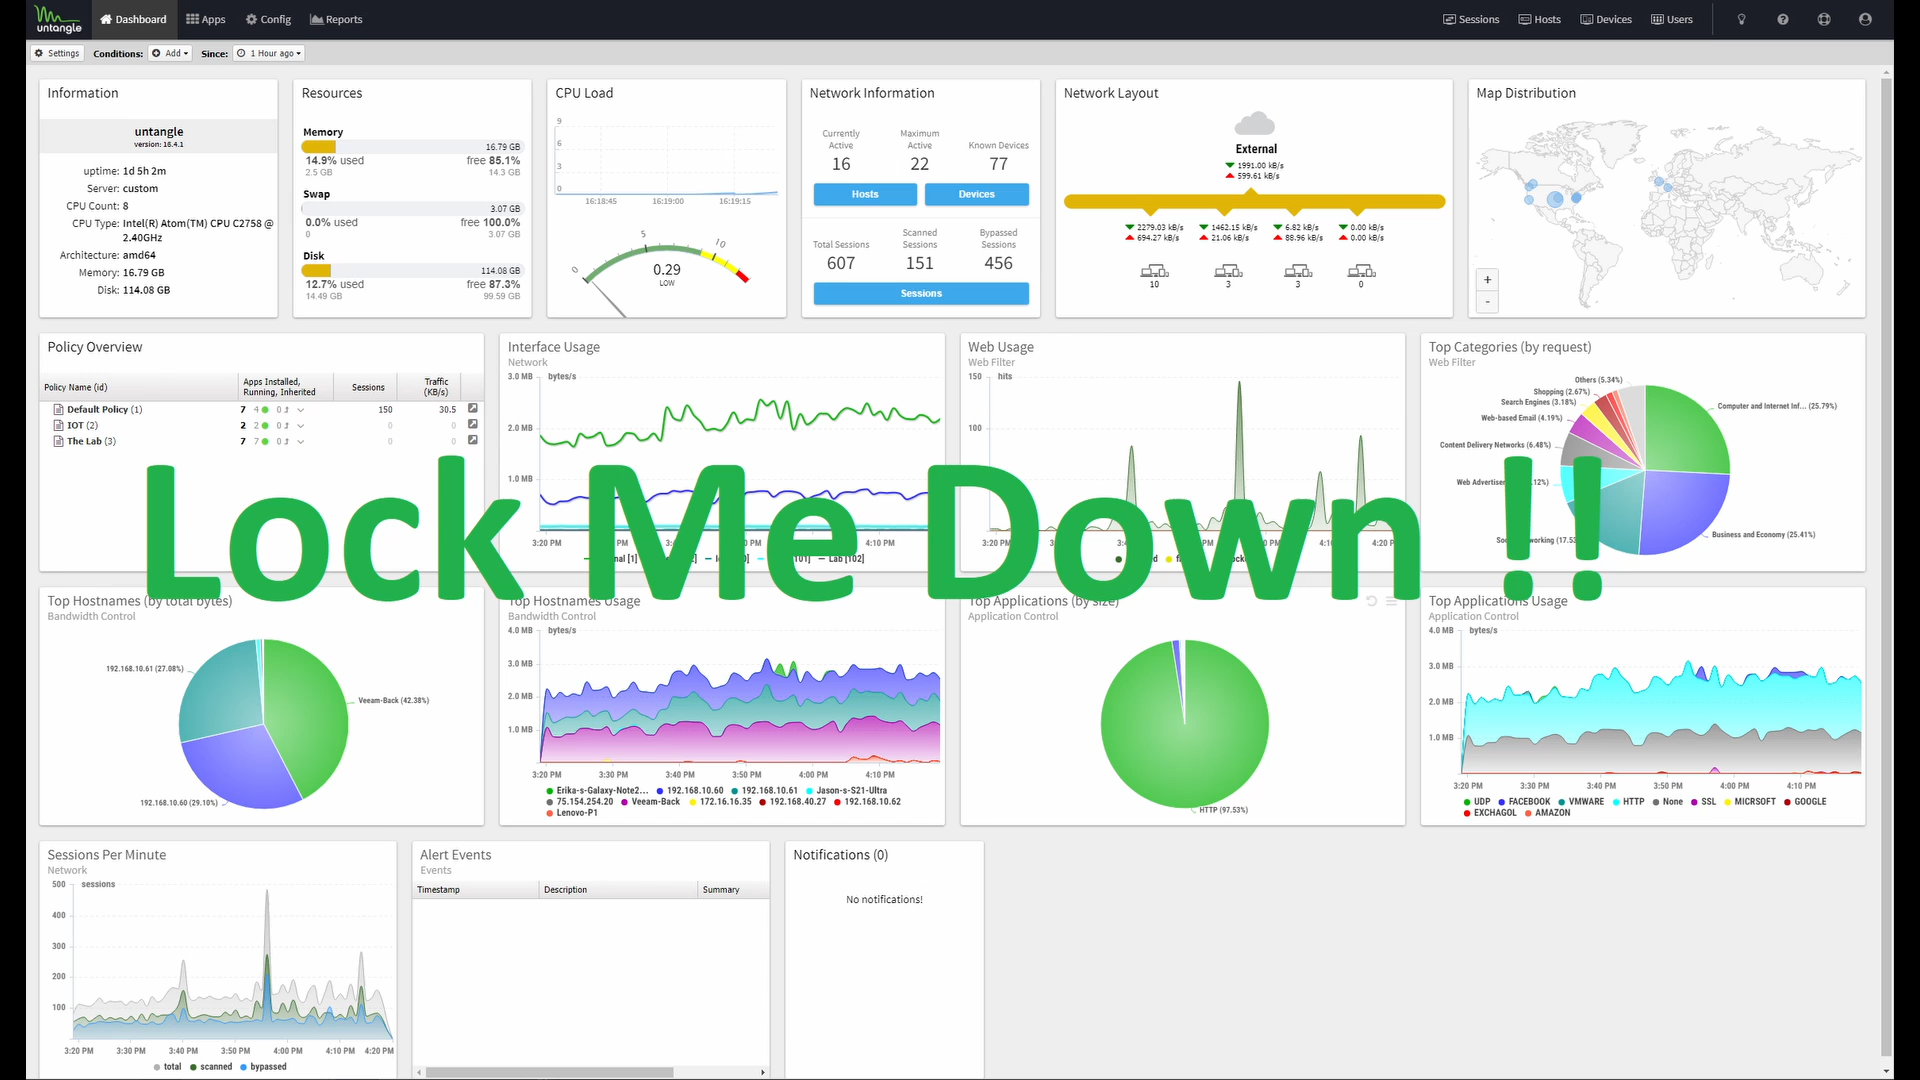 untangle
Dashboard
Apps
Config
Reports
Sessions
Hosts
Devices
Users
Settings
Conditions:
Add
Since:
1 Hour ago
Information
untangle
version: 16.4.1
uptime: 1d 5h 2m
Server: custom
CPU Count: 8
CPU Type: Intel(R) Atom(TM) CPU C2758 @
2.40GHz
Architecture: amd64
Memory: 16.79 GB
Disk: 114.08 GB
Resources
Memory
16.79 GB
14.9% used free 85.1%
2.5 GB 14.3 GB
Swap
3.07 GB
0.0% used free 100.0%
0 3.07 GB
Disk
114.08 GB
12.7% used free 87.3%
14.49 GB 99.59 GB
CPU Load
9
6
3
0
16:18:45 16:19:00 16:19:15
0 5 10
0.29
LOW
Network Information
Currently Active Maximum Active Known Devices
16 22 77
Hosts Devices
Total Sessions Scanned Sessions Bypassed Sessions
607 151 456
Sessions
Network Layout
External
1991.00 kB/s
599.61 kB/s
2279.03 kB/s 1462.15 kB/s 6.82 kB/s 0.00 kB/s
694.27 kB/s 21.06 kB/s 88.96 kB/s 0.00 kB/s
10 3 3 0
Map Distribution
+
-
Policy Overview
Policy Name (id) Apps Installed, Running, Inherited Sessions Traffic (KB/s)
Default Policy (1) 7 4 0 150 30.5
IOT (2) 2 2 0 0 0
The Lab (3) 7 7 0 0 0
Interface Usage
Network
3.0 MB bytes/s
2.0 MB
1.0 MB
3:20 PM 4:10 PM
Lab [102]
Web Usage
Web Filter
150 hits
100
3:20 PM
Top Categories (by request)
Web Filter
Others (5.34%)
Shopping (2.67%)
Search Engines (3.18%)
Web-based Email (4.19%)
Content Delivery Networks (6.48%)
Computer and Internet Inf... (25.79%)
Business and Economy (25.41%)
Lock Me Down !!
Top Hostnames (by total bytes)
Bandwidth Control
192.168.10.61 (27.08%)
Veeam-Back (42.38%)
192.168.10.60 (29.10%)
Top Hostnames Usage
Bandwidth Control
4.0 MB bytes/s
3.0 MB
2.0 MB
1.0 MB
3:20 PM 3:30 PM 3:40 PM 3:50 PM 4:00 PM 4:10 PM
Erika-s-Galaxy-Note2... 192.168.10.60 192.168.10.61 Jason-s-S21-Ultra
75.154.254.20 Veeam-Back 172.16.16.35 192.168.40.27 192.168.10.62
Lenovo-P1
Top Applications (by size)
Application Control
HTTP (97.53%)
Top Applications Usage
Application Control
4.0 MB bytes/s
3.0 MB
2.0 MB
1.0 MB
3:20 PM 3:30 PM 3:40 PM 3:50 PM 4:00 PM 4:10 PM
UDP FACEBOOK VMWARE HTTP None SSL MICRSOFT GOOGLE
EXCHAGOL AMAZON
Sessions Per Minute
Network
500 sessions
400
300
200
100
3:20 PM 3:30 PM 3:40 PM 3:50 PM 4:00 PM 4:10 PM 4:20 PM
total scanned bypassed
Alert Events
Events
Timestamp Description Summary
Notifications (0)
No notifications!